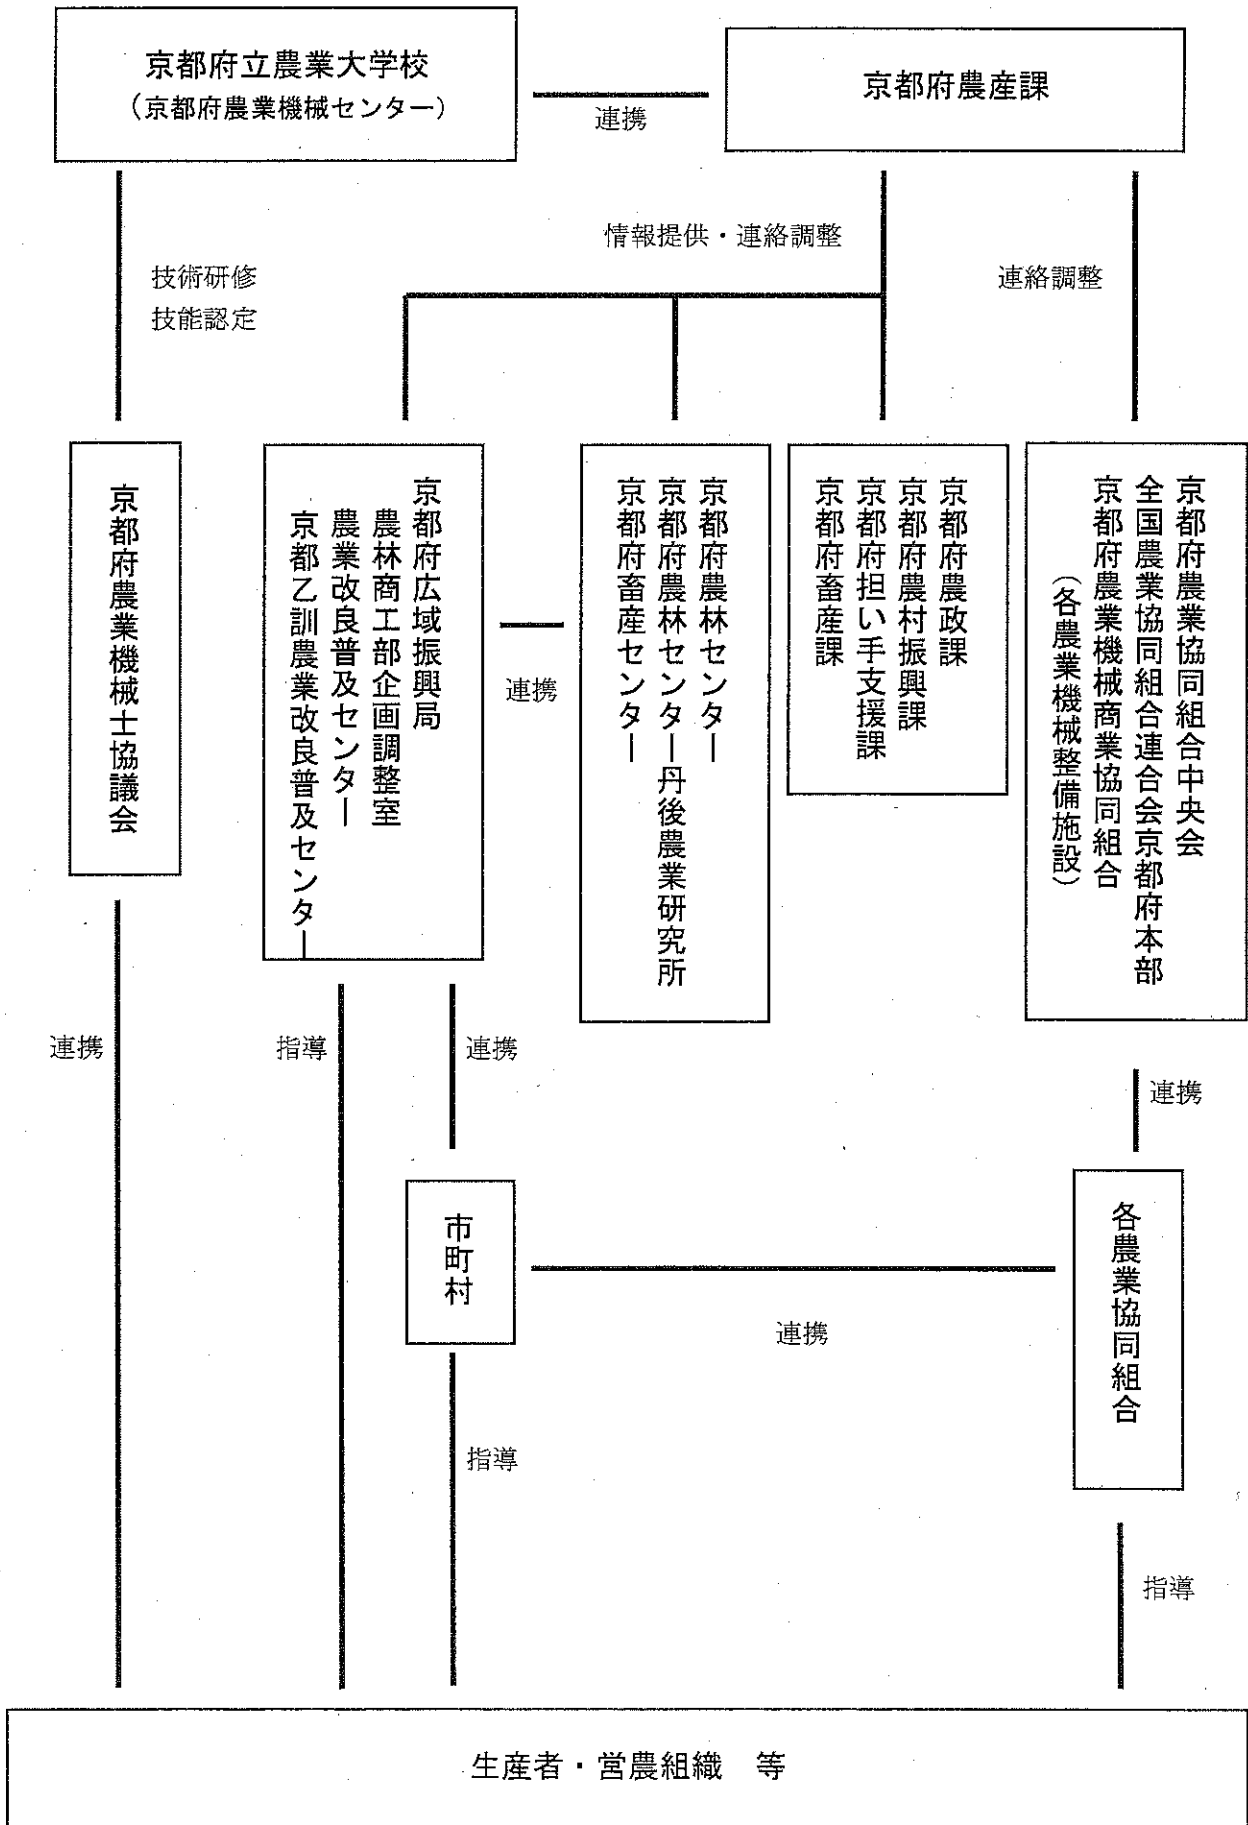 京都府立農業大学校
（京都府農業機械センター）
連携
京都府農産課
情報提供・連絡調整
技術研修
技能認定
連絡調整
京都府農業機械士協議会
京都府広域振興局
農林商工部企画調整室
農業改良普及センター
京都乙訓農業改良普及センター
連携
京都府農林センター
京都府農林センター丹後農業研究所
京都府畜産センター
京都府農政課
京都府農村振興課
京都府担い手支援課
京都府畜産課
京都府農業協同組合中央会
全国農業協同組合連合会京都府本部
京都府農業機械商業協同組合
（各農業機械整備施設）
連携
指導
連携
連携
市町村
連携
各農業協同組合
指導
指導
生産者・営農組織　等